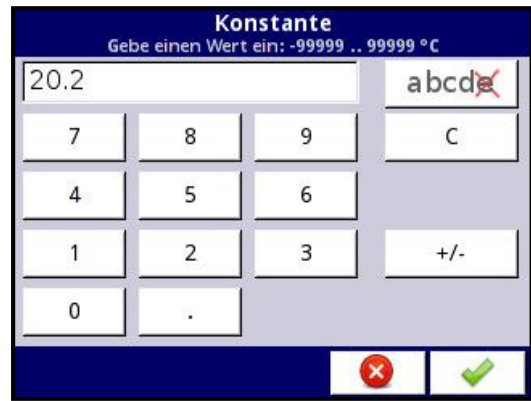 Konstante
Gebe einen Wert ein: -99999 .. 99999 °C
20.2
abcde
7 8 9 C
4 5 6
1 2 3 +/-
0 .